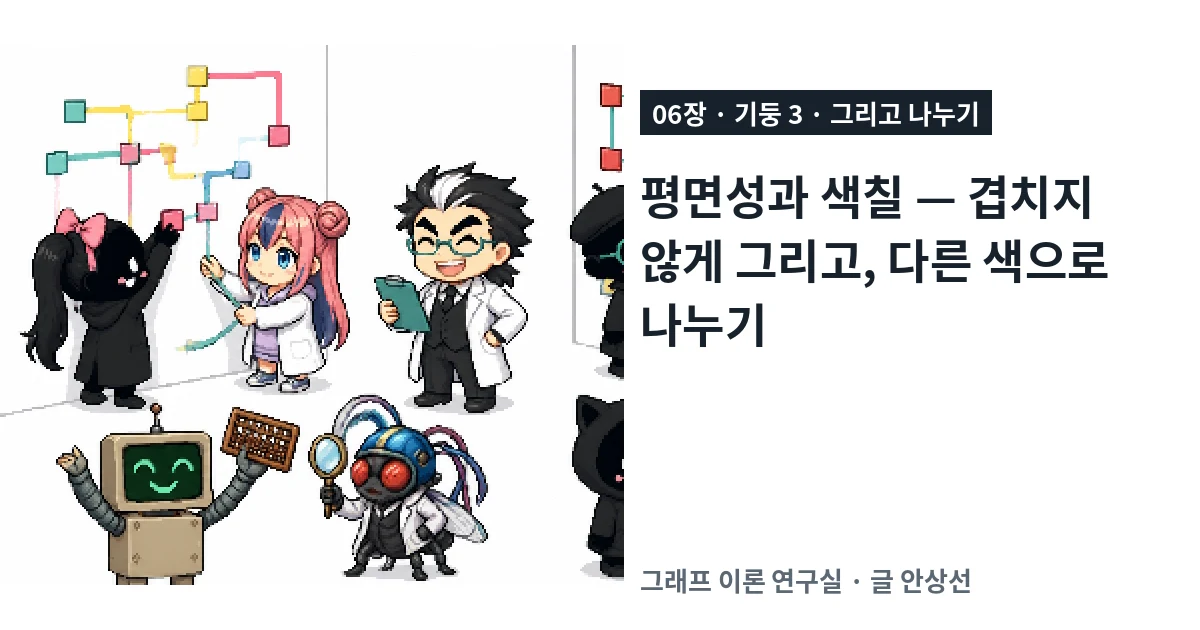 06장 · 기둥 3 · 그리고 나누기
평면성과 색칠 — 겹치지
않게 그리고, 다른 색으로
나누기
그래프 이론 연구실 · 글 안상선